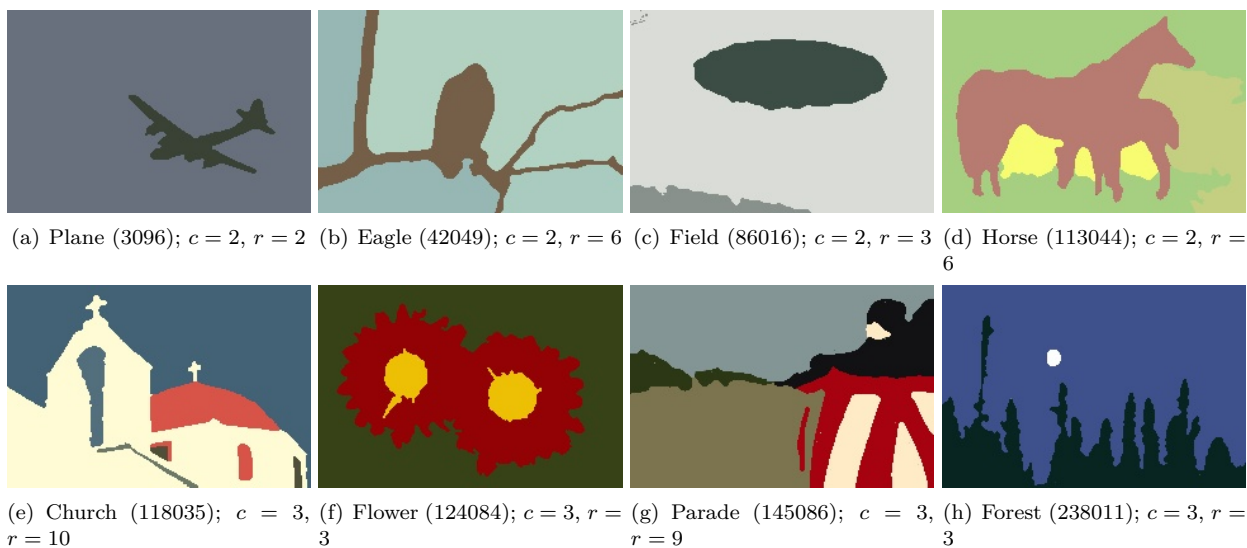 (a) Plane (3096); c = 2, r = 2
(b) Eagle (42049); c = 2, r = 6
(c) Field (86016); c = 2, r = 3
(d) Horse (113044); c = 2, r =
6
(e) Church (118035); c = 3,
r = 10
(f) Flower (124084); c = 3, r =
3
(g) Parade (145086); c = 3,
r = 9
(h) Forest (238011); c = 3, r =
3